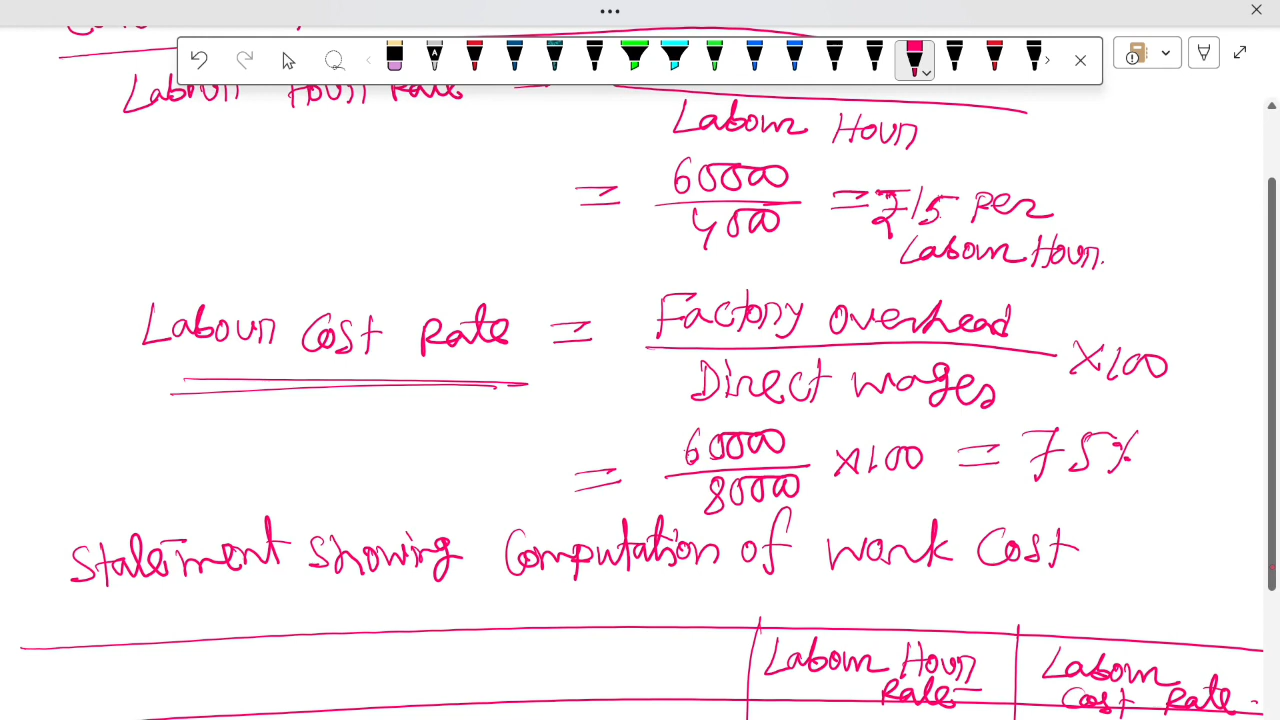 Labour Hour Rate =
Labour Hour
= 60000 / 4000 = ₹15 Per
Labour Hour.
Labour Cost Rate = Factory overhead / Direct wages × 100
= 60000 / 80000 × 100 = 75%
Statement showing Computation of Work Cost
Labour Hour Rate
Labour Cost Rate.